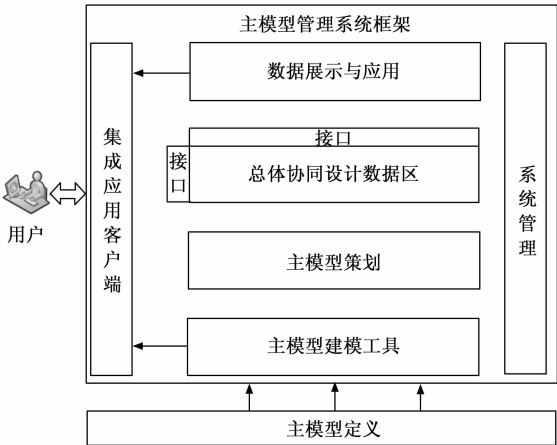 主模型管理系统框架
数据展示与应用
集成应用客户端
接口
接口
总体协同设计数据区
系统管理
用户
主模型策划
主模型建模工具
主模型定义